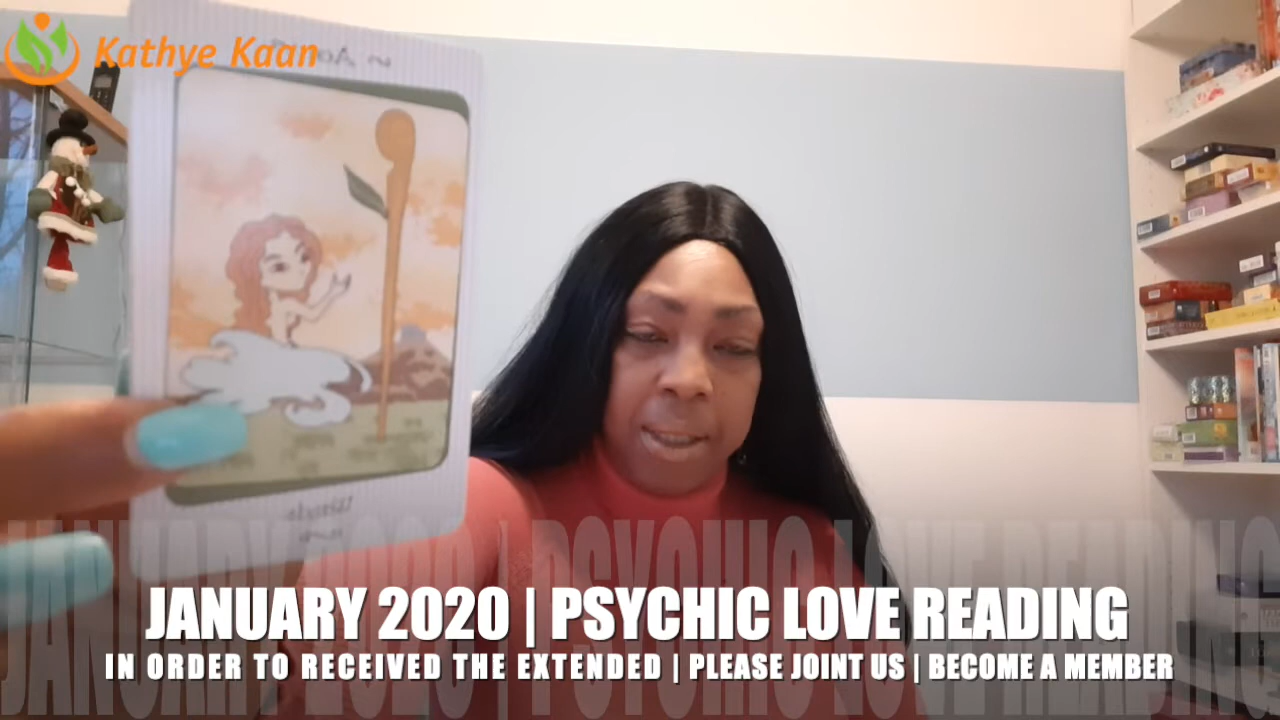 Kathye Kaan
JANUARY 2020 | PSYCHIC LOVE READING
IN ORDER TO RECEIVED THE EXTENDED | PLEASE JOINT US | BECOME A MEMBER